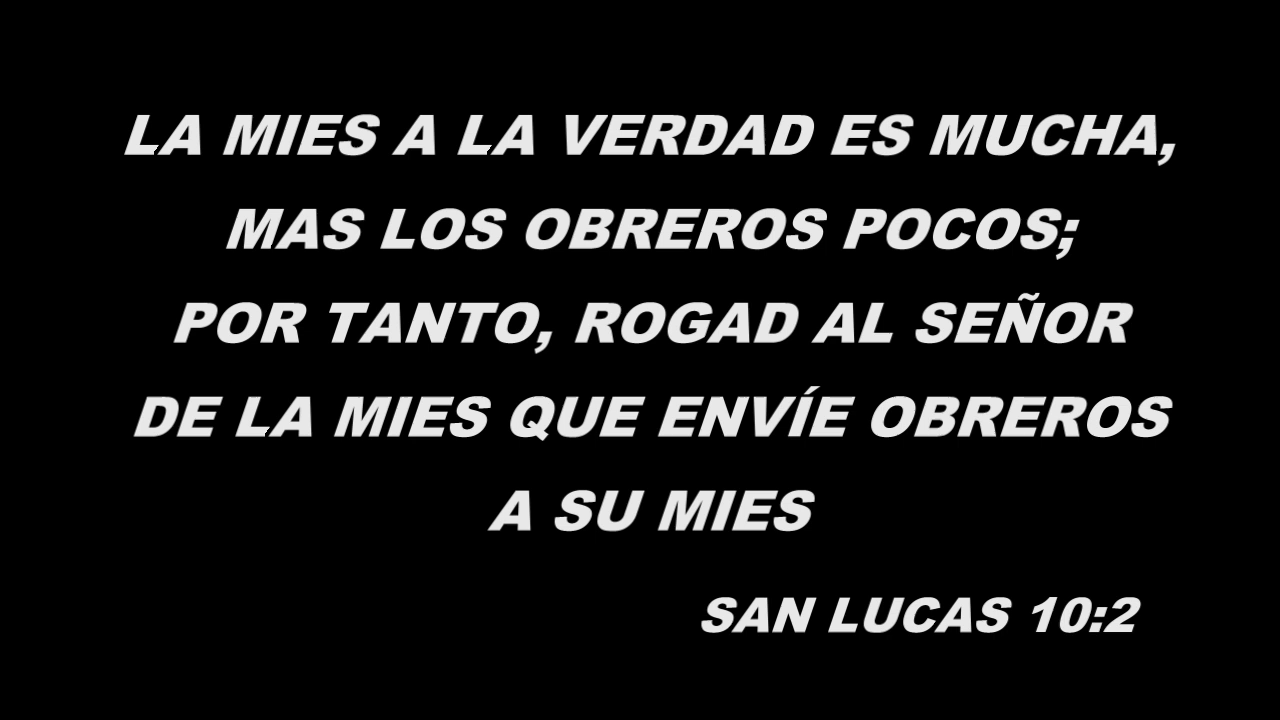 LA MIES A LA VERDAD ES MUCHA,
MAS LOS OBREROS POCOS;
POR TANTO, ROGAD AL SEÑOR
DE LA MIES QUE ENVÍE OBREROS
A SU MIES
SAN LUCAS 10:2